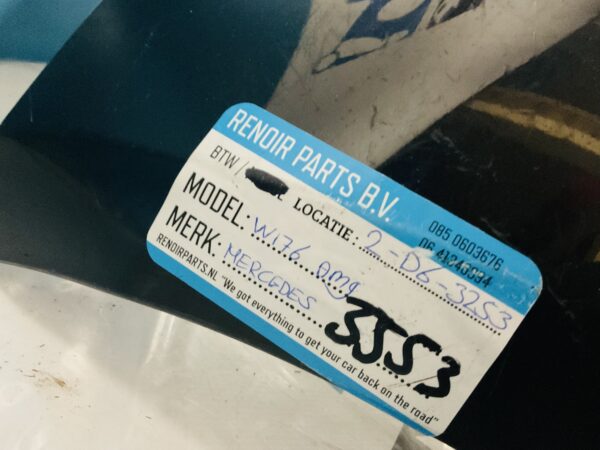 RENOIR PARTS B.V.
085 0603676
BTW/
LOCATIE: 2-D6-3253
MODEL: W176 amg
MERK: MERCEDES
3553
RENOIRPARTS.NL "We got everything to get your car back on the road"